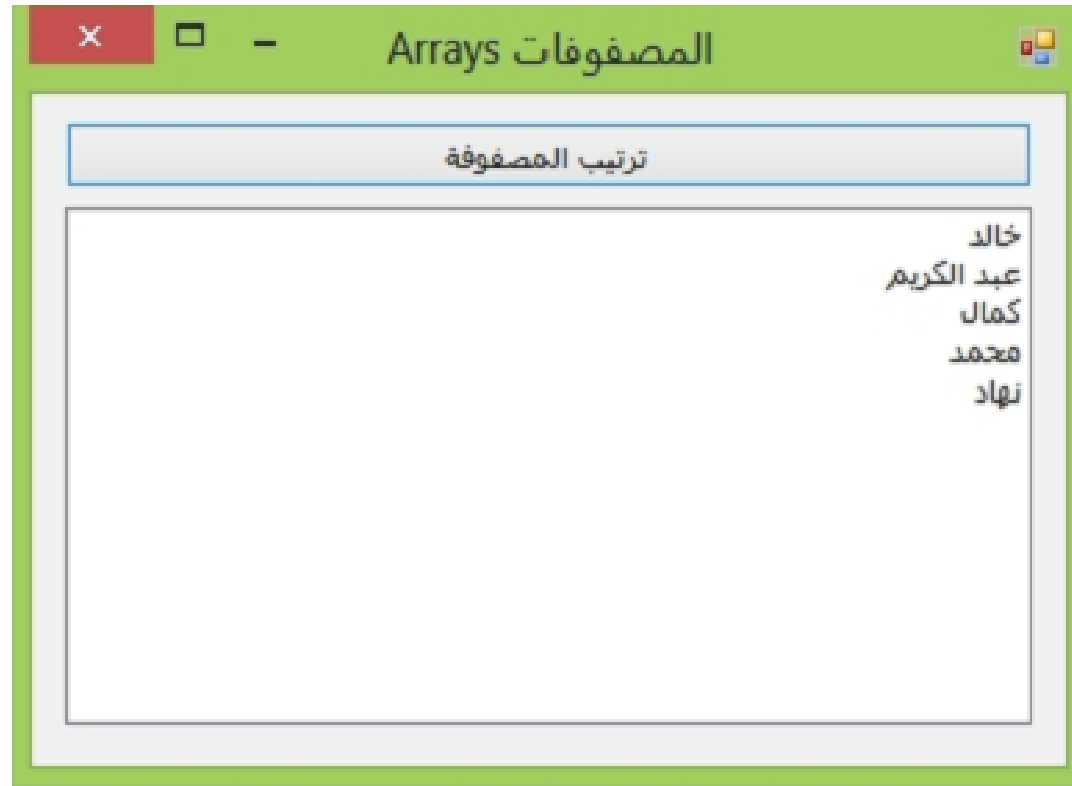 المصفوفات Arrays
ترتيب المصفوفة
خالد
عبد الكريم
كمال
محمد
نهاد